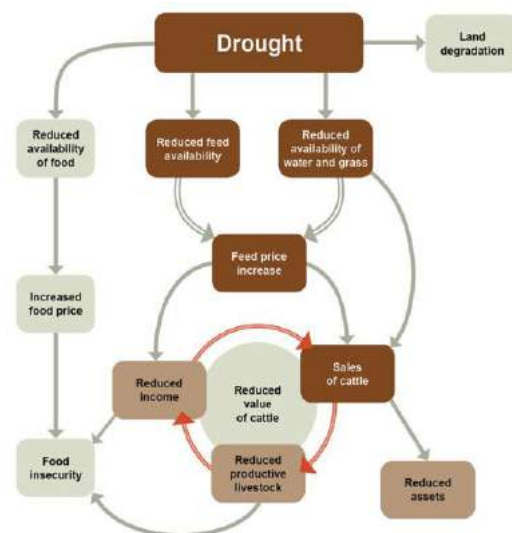 Drought
Land
degradation
Reduced
availability
of food
Reduced feed
availability
Reduced
availability of
water and grass
Feed price
increase
Increased
food price
Reduced
income
Reduced
value
of cattle
Sales
of cattle
Food
insecurity
Reduced
productive
livestock
Reduced
assets